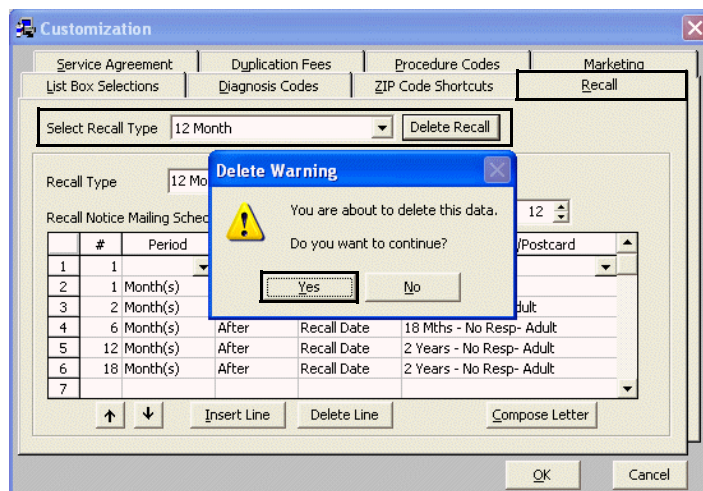 Customization
Service Agreement Duplication Fees Procedure Codes Marketing
List Box Selections Diagnosis Codes ZIP Code Shortcuts Recall
Select Recall Type 12 Month Delete Recall
Delete Warning
Recall Type 12 Mo
You are about to delete this data.
Recall Notice Mailing Sched 12
Do you want to continue?
# Period /Postcard
Yes No
1 1
2 1 Month(s)
3 2 Month(s) dult
4 6 Month(s) After Recall Date 18 Mths - No Resp- Adult
5 12 Month(s) After Recall Date 2 Years - No Resp- Adult
6 18 Month(s) After Recall Date 2 Years - No Resp- Adult
7
Insert Line Delete Line Compose Letter
OK Cancel